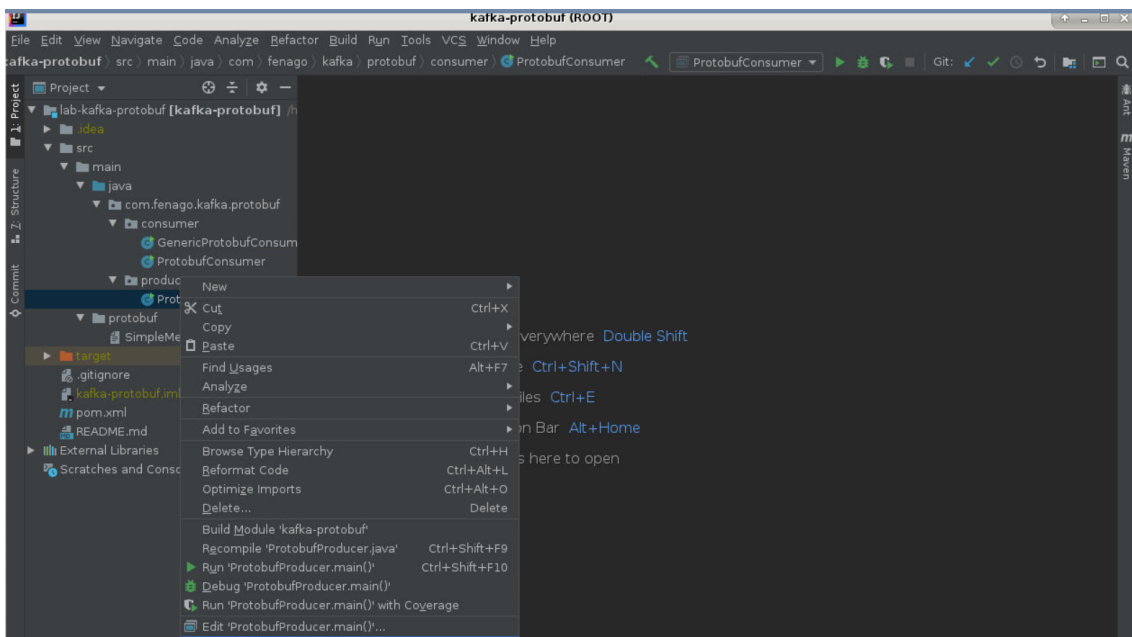 kafka-protobuf (ROOT)
File Edit View Navigate Code Analyze Refactor Build Run Tools VCS Window Help
kafka-protobuf src main java com fenago kafka protobuf consumer ProtobufConsumer ProtobufConsumer Git:
Project
lab-kafka-protobuf [kafka-protobuf] /h
.idea
src
main
java
com.fenago.kafka.protobuf
consumer
GenericProtobufConsum
ProtobufConsumer
produc
Prot
protobuf
SimpleMe
target
.gitignore
kafka-protobuf.iml
pom.xml
README.md
External Libraries
Scratches and Consc
1: Project
7: Structure
Commit
New
Cut Ctrl+X
Copy
Paste Ctrl+V
Find Usages Alt+F7
Analyze
Refactor
Add to Favorites
Browse Type Hierarchy Ctrl+H
Reformat Code Ctrl+Alt+L
Optimize Imports Ctrl+Alt+O
Delete... Delete
Build Module 'kafka-protobuf'
Recompile 'ProtobufProducer.java' Ctrl+Shift+F9
Run 'ProtobufProducer.main()' Ctrl+Shift+F10
Debug 'ProtobufProducer.main()'
Run 'ProtobufProducer.main()' with Coverage
Edit 'ProtobufProducer.main()'...
verywhere Double Shift
e Ctrl+Shift+N
iles Ctrl+E
on Bar Alt+Home
s here to open
Ant
m Maven